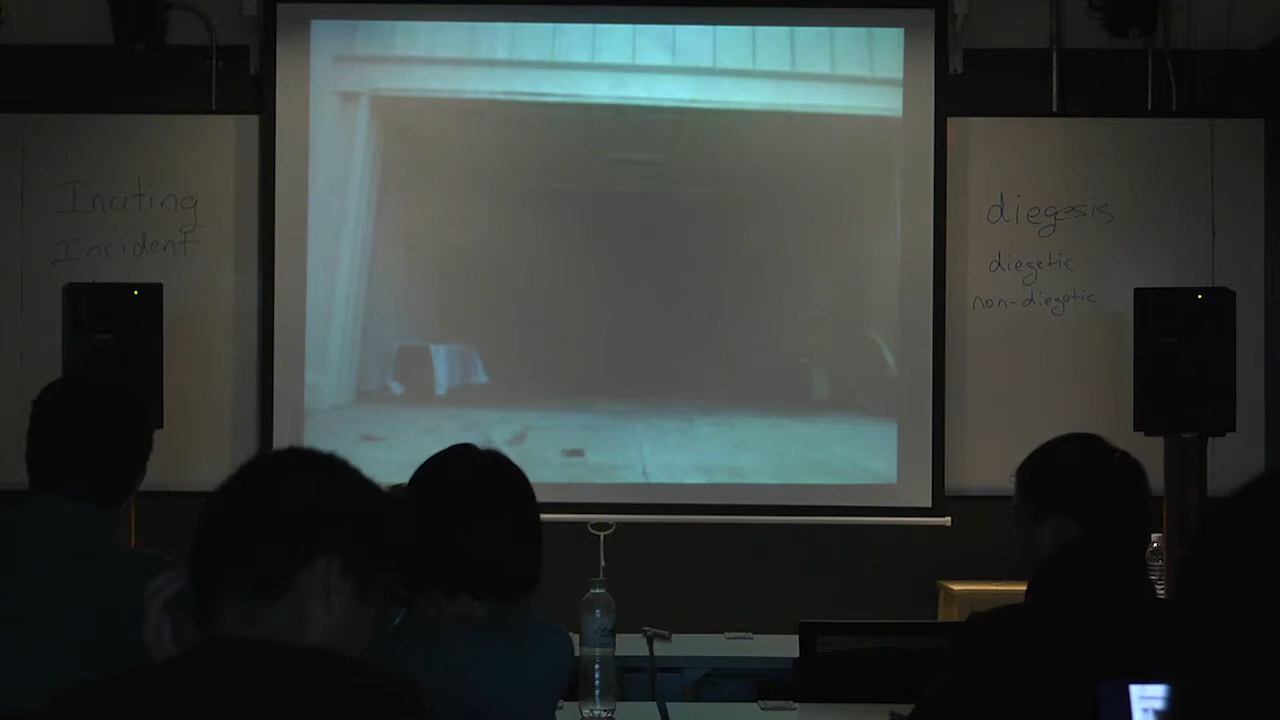 Inciting
Incident
diegesis
diegetic
non-diegetic